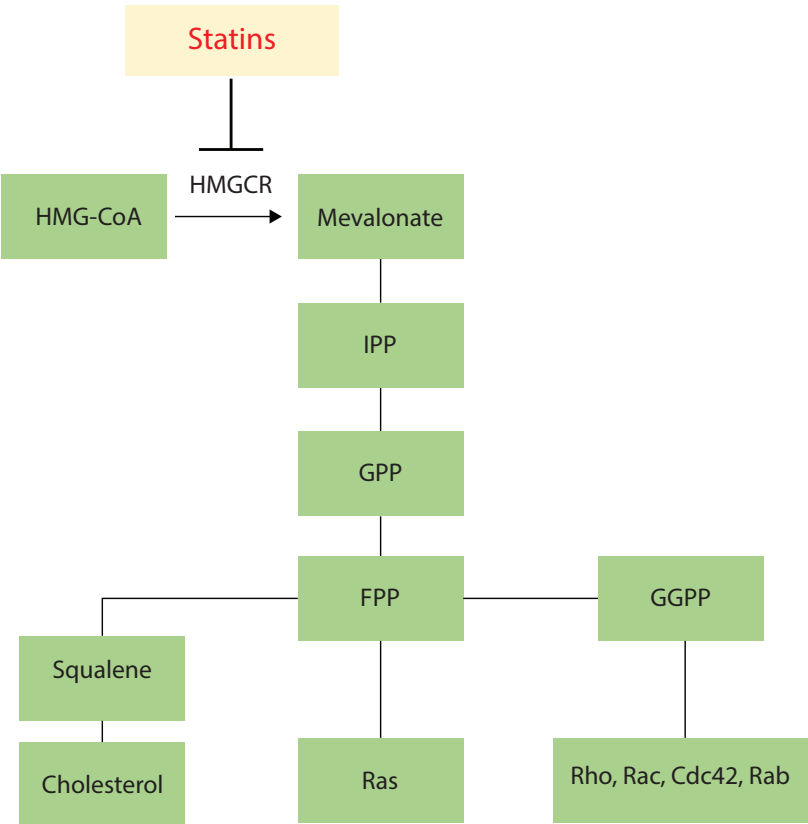 Statins
HMGCR
HMG-CoA
Mevalonate
IPP
GPP
FPP
GGPP
Squalene
Cholesterol
Ras
Rho, Rac, Cdc42, Rab